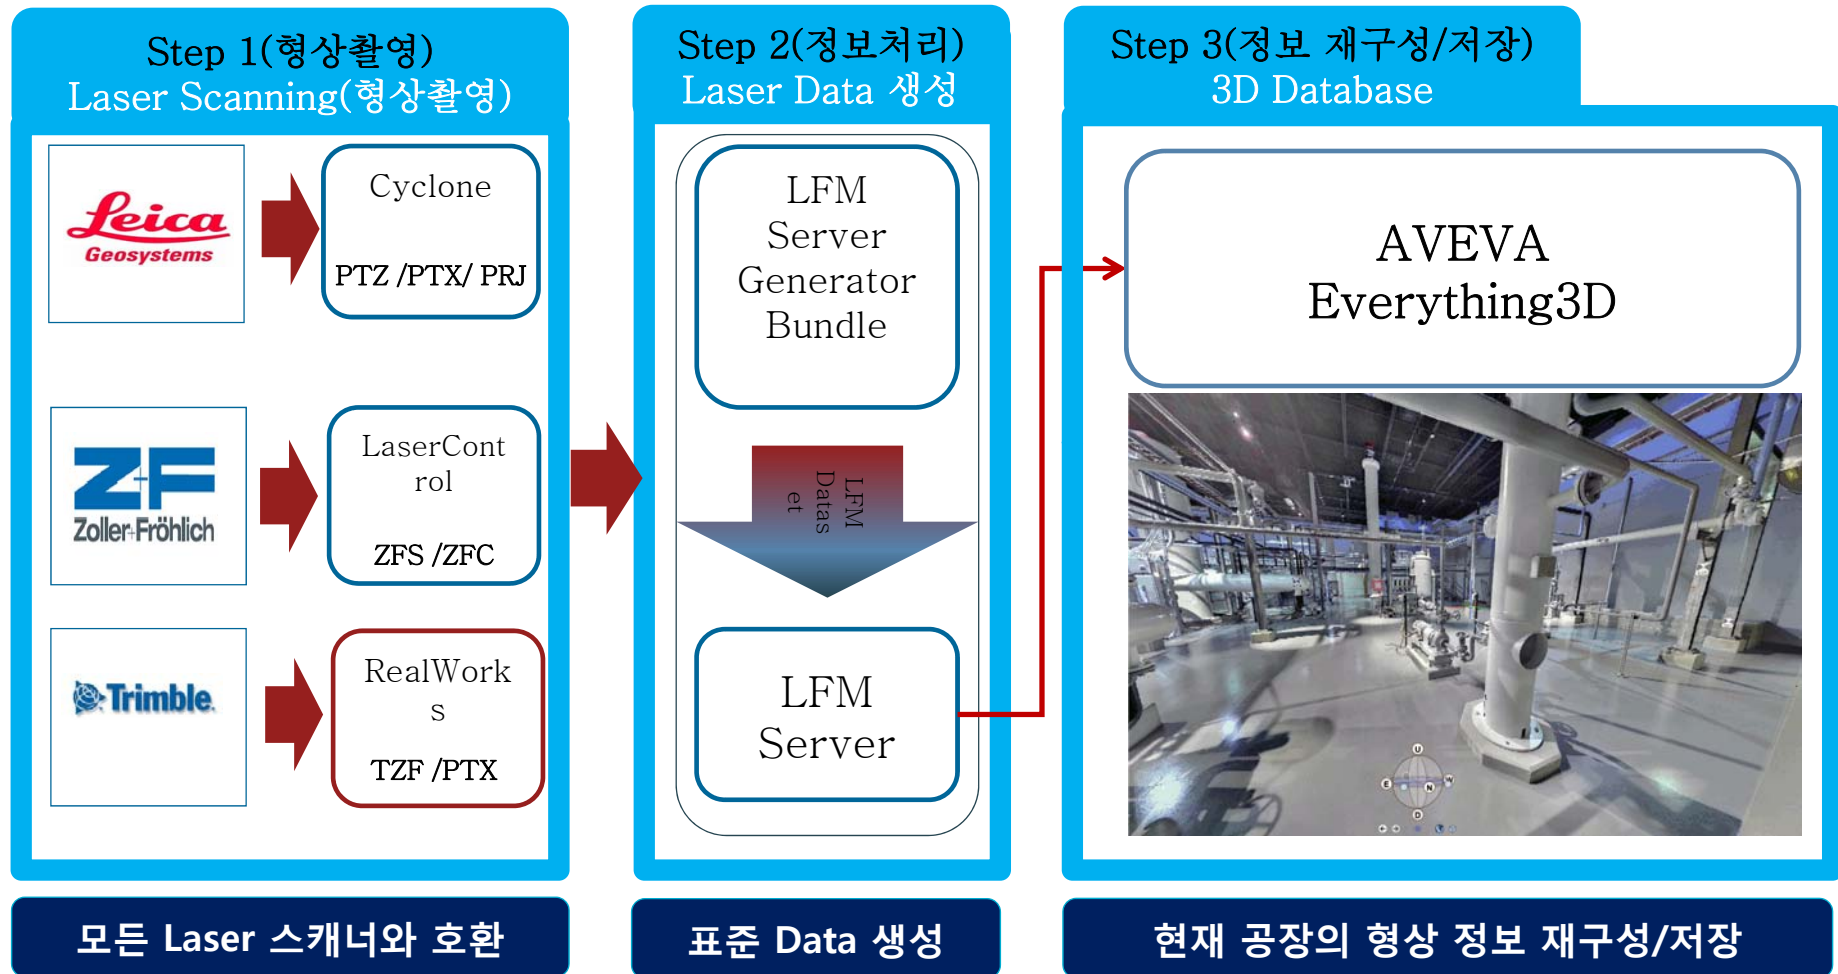 Step 1(형상촬영)
Laser Scanning(형상촬영)
Leica
Geosystems
Cyclone
PTZ /PTX/ PRJ
Z+F
Zoller+Fröhlich
LaserCont
rol
ZFS /ZFC
Trimble.
RealWork
s
TZF /PTX
모든 Laser 스캐너와 호환
Step 2(정보처리)
Laser Data 생성
LFM
Server
Generator
Bundle
LFM
Datas
et
LFM
Server
표준 Data 생성
Step 3(정보 재구성/저장)
3D Database
AVEVA
Everything3D
U
E
W
N
D
현재 공장의 형상 정보 재구성/저장